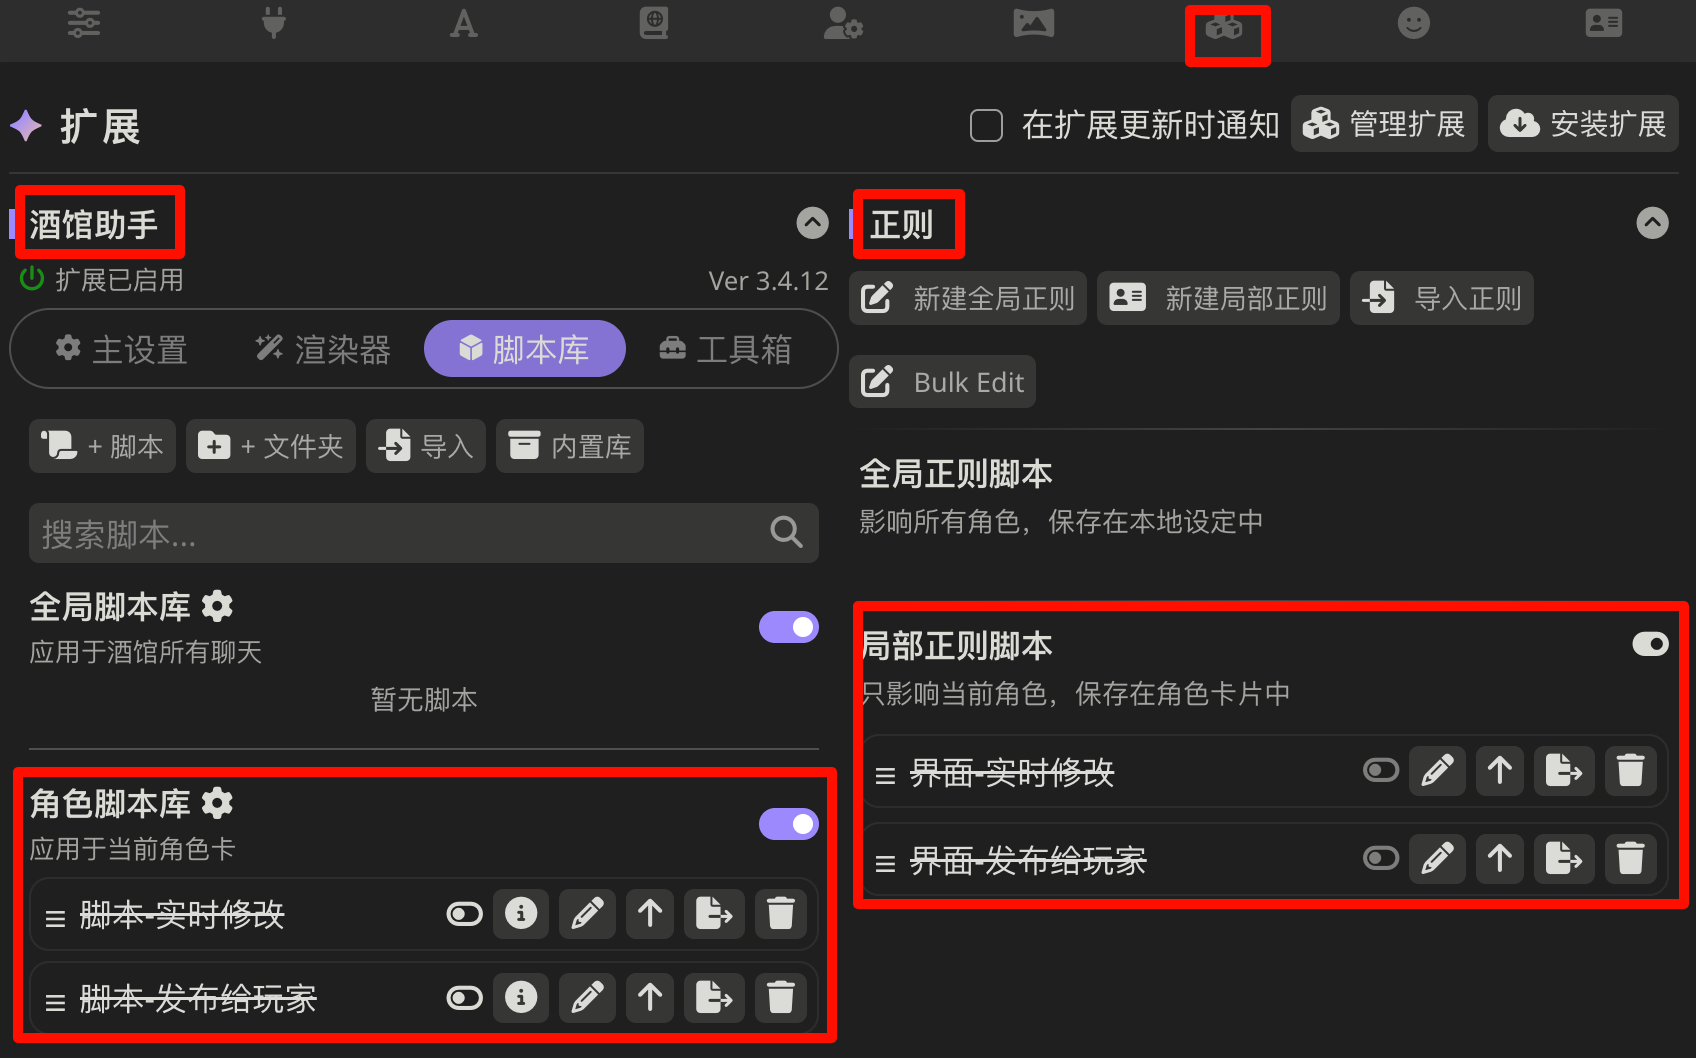 扩展
在扩展更新时通知
管理扩展
安装扩展
酒馆助手
扩展已启用
Ver 3.4.12
主设置
渲染器
脚本库
工具箱
+ 脚本
+ 文件夹
导入
内置库
搜索脚本...
全局脚本库
应用于酒馆所有聊天
暂无脚本
角色脚本库
应用于当前角色卡
脚本-实时修改
脚本-发布给玩家
正则
新建全局正则
新建局部正则
导入正则
Bulk Edit
全局正则脚本
影响所有角色，保存在本地设定中
局部正则脚本
只影响当前角色，保存在角色卡片中
界面-实时修改
界面-发布给玩家